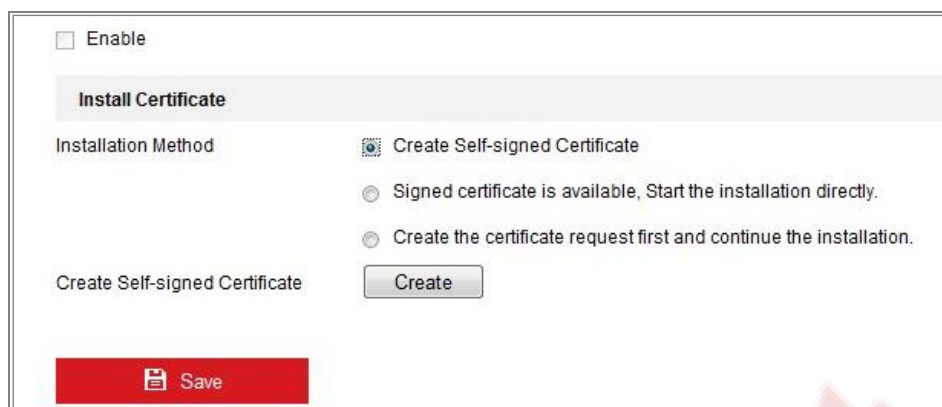 Enable
Install Certificate
Installation Method
Create Self-signed Certificate
Signed certificate is available, Start the installation directly.
Create the certificate request first and continue the installation.
Create Self-signed Certificate
Create
Save